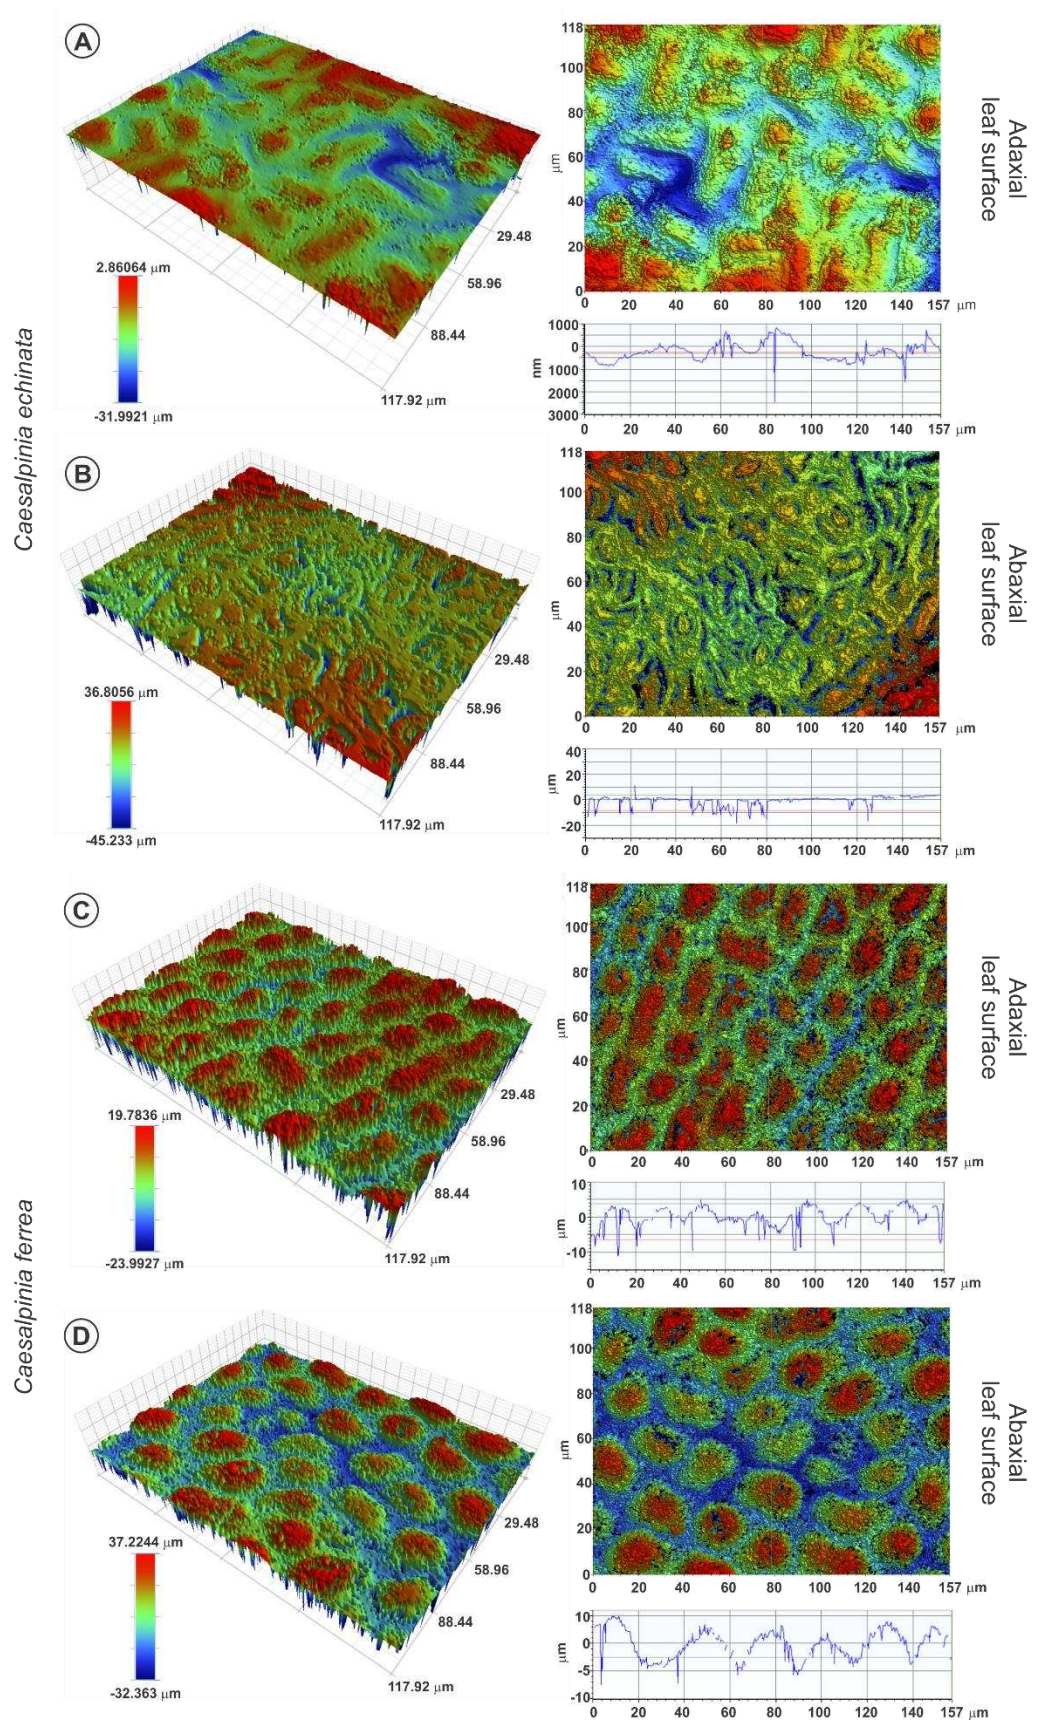 Caesalpinia echinata
A
2.86064 µm
-31.9921 µm
29.48
58.96
88.44
117.92 µm
118
100
80
60
40
20
0
µm
0 20 40 60 80 100 120 140 157 µm
Adaxial
leaf surface
1000
0
1000
2000
3000
nm
0 20 40 60 80 100 120 140 157 µm
B
36.8056 µm
-45.233 µm
29.48
58.96
88.44
117.92 µm
118
100
80
60
40
20
0
µm
0 20 40 60 80 100 120 140 157 µm
Abaxial
leaf surface
40
20
0
-20
µm
0 20 40 60 80 100 120 140 157 µm
Caesalpinia ferrea
C
19.7836 µm
-23.9927 µm
29.48
58.96
88.44
117.92 µm
118
100
80
60
40
20
0
µm
0 20 40 60 80 100 120 140 157 µm
Adaxial
leaf surface
10
0
-10
µm
0 20 40 60 80 100 120 140 157 µm
D
37.2244 µm
-32.363 µm
29.48
58.96
88.44
117.92 µm
118
100
80
60
40
20
0
µm
0 20 40 60 80 100 120 140 157 µm
Abaxial
leaf surface
10
0
-5
-10
µm
0 20 40 60 80 100 120 140 157 µm